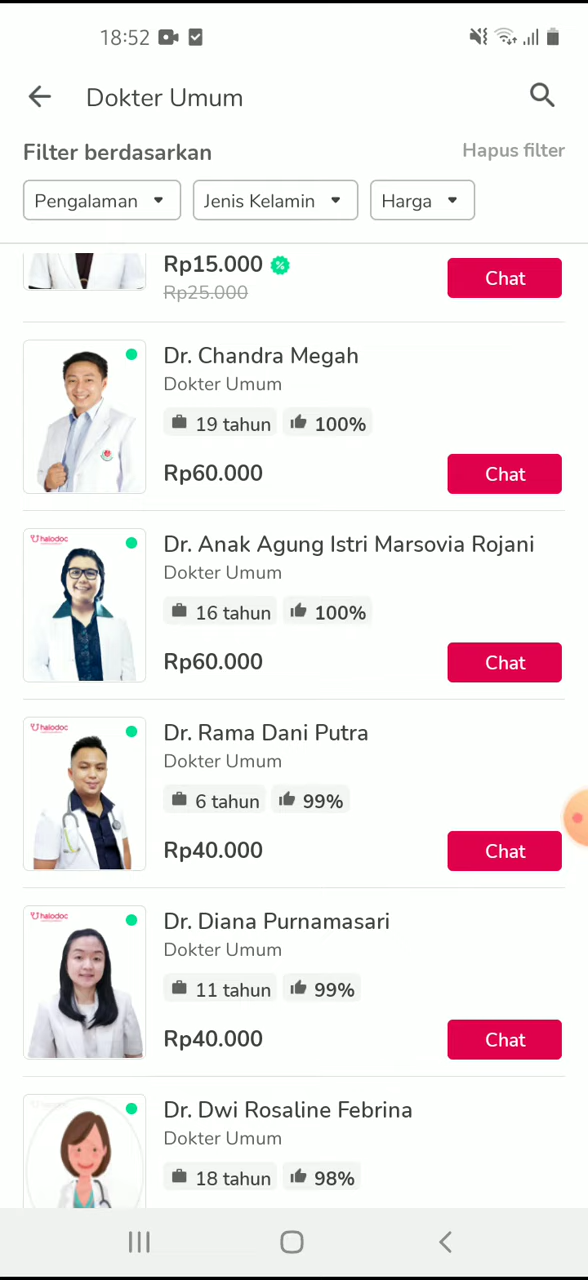 18:52
Dokter Umum
Filter berdasarkan
Hapus filter
Pengalaman
Jenis Kelamin
Harga
Rp15.000
Rp25.000
Chat
Dr. Chandra Megah
Dokter Umum
19 tahun
100%
Rp60.000
Chat
halodoc
Dr. Anak Agung Istri Marsovia Rojani
Dokter Umum
16 tahun
100%
Rp60.000
Chat
halodoc
Dr. Rama Dani Putra
Dokter Umum
6 tahun
99%
Rp40.000
Chat
halodoc
Dr. Diana Purnamasari
Dokter Umum
11 tahun
99%
Rp40.000
Chat
Dr. Dwi Rosaline Febrina
Dokter Umum
18 tahun
98%